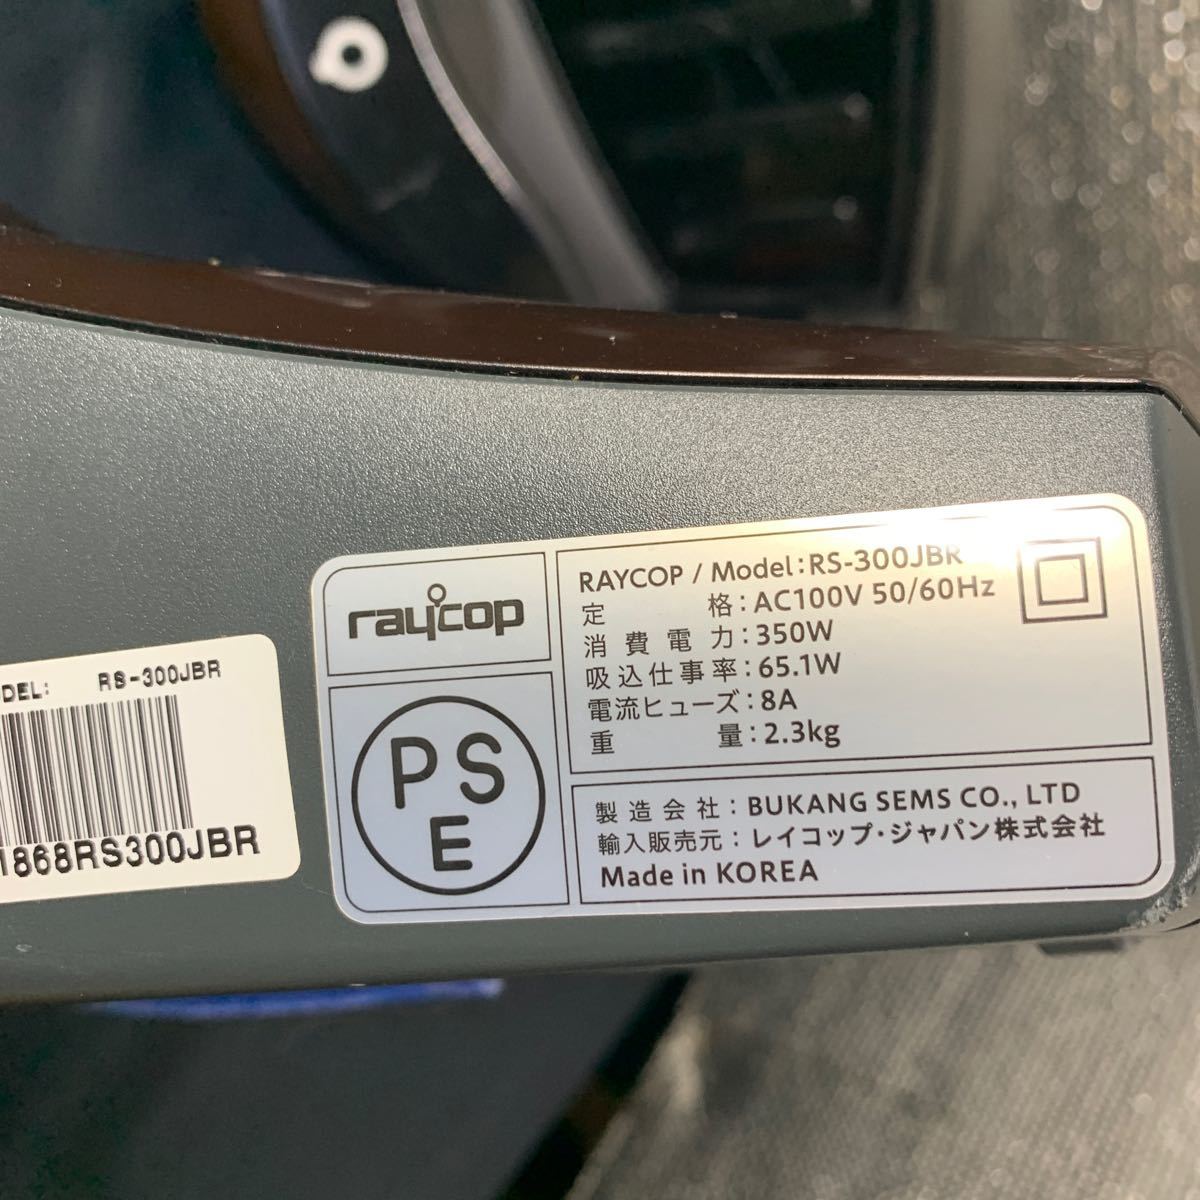 DEL: RS-300JBR
1868RS300JBR
raycop
PS
E
RAYCOP / Model:RS-300JBR
定 格:AC100V 50/60Hz
消費電力:350W
吸込仕事率:65.1W
電流ヒューズ:8A
重 量:2.3kg
製造会社:BUKANG SEMS CO., LTD
輸入販売元:レイコップ・ジャパン株式会社
Made in KOREA